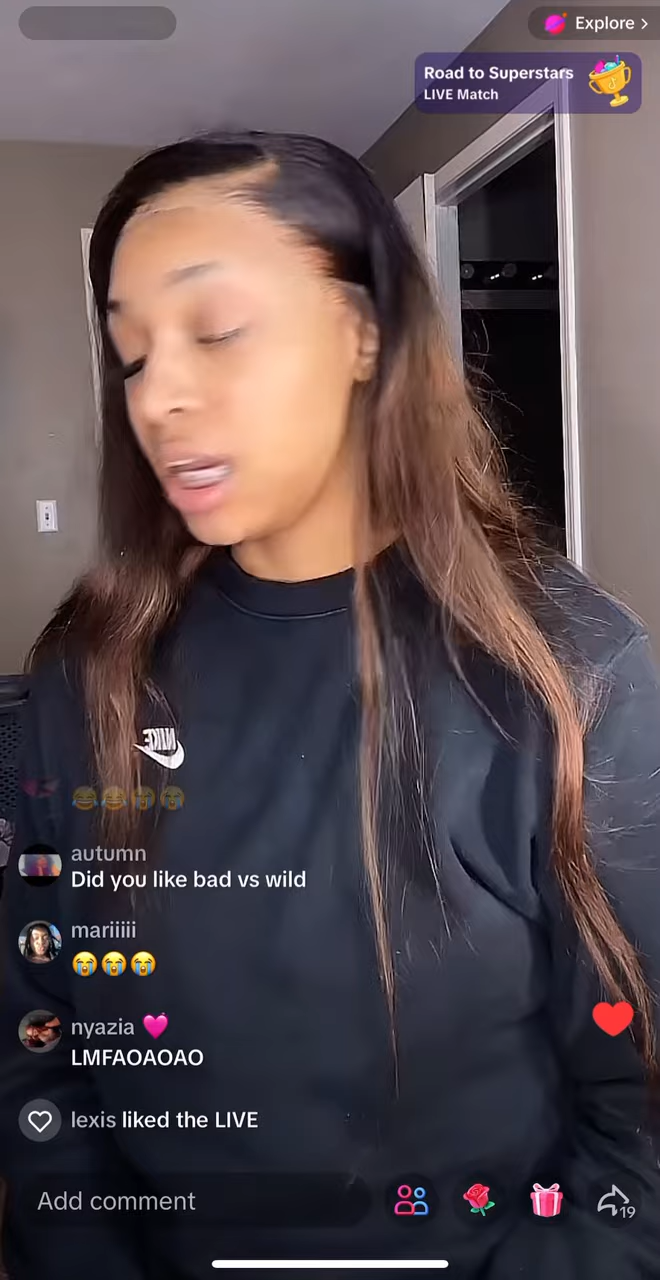 Explore >
Road to Superstars
LIVE Match
NIKE
😂😂😭😭
autumn
Did you like bad vs wild
mariiiii
😭😭😭
nyazia 💘
LMFAOAOAO
lexis liked the LIVE
Add comment
19